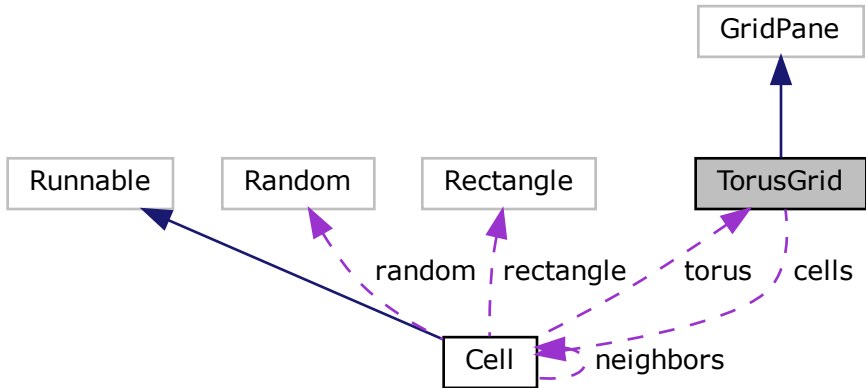 GridPane
Runnable
Random
Rectangle
TorusGrid
random
rectangle
torus
cells
Cell
neighbors